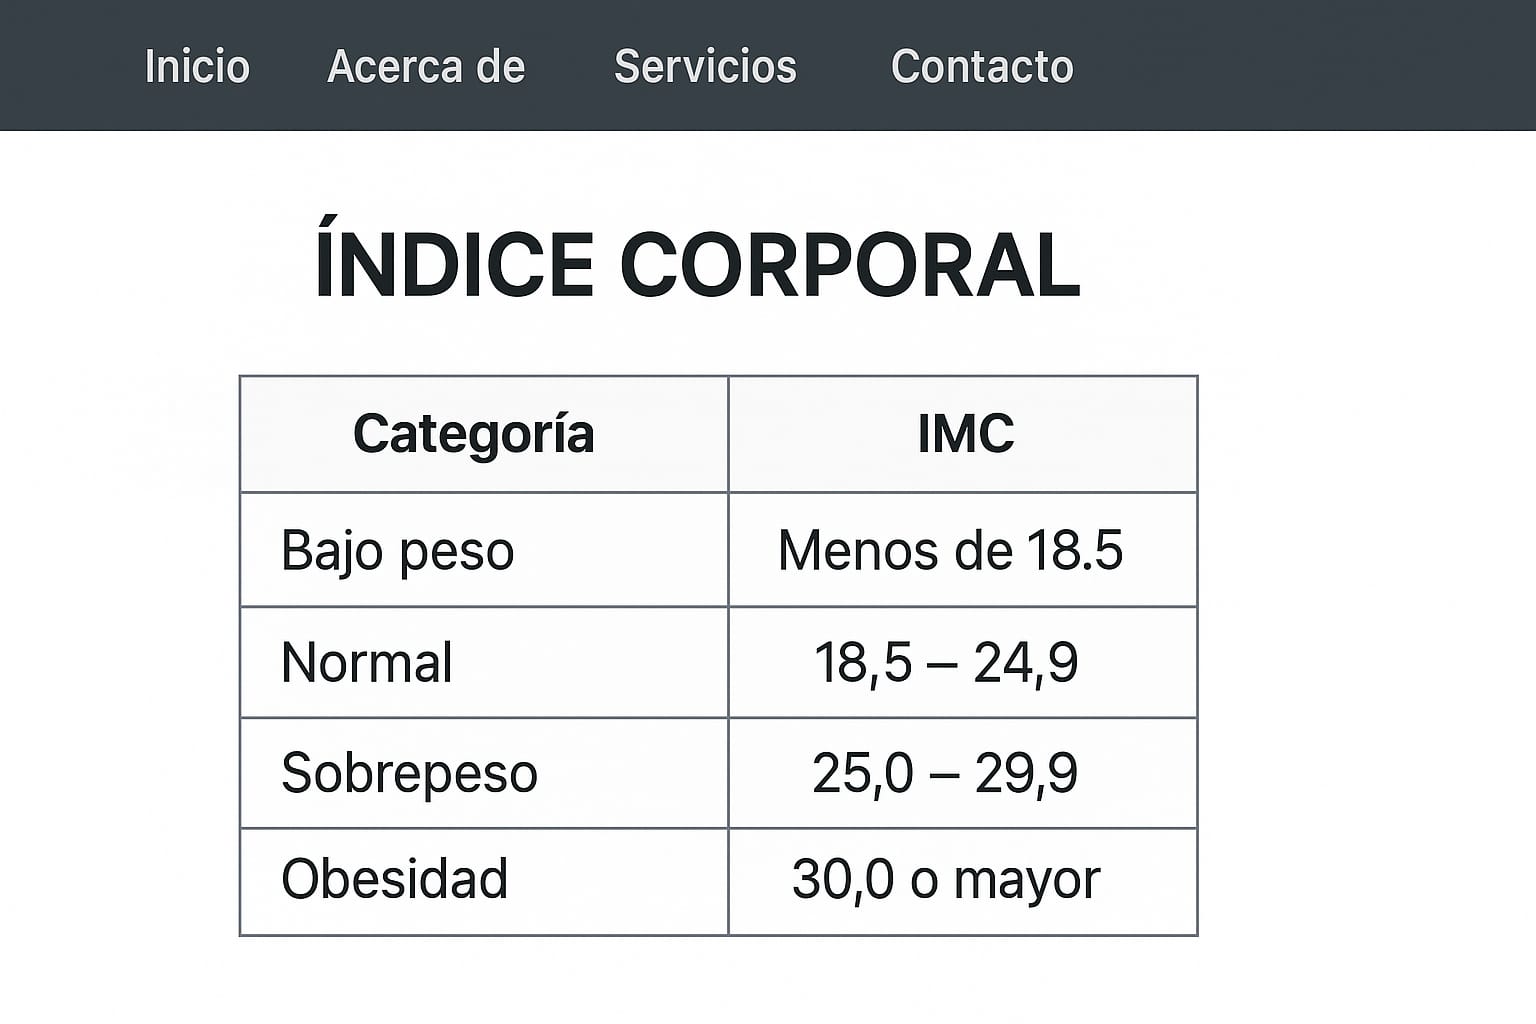 Inicio Acerca de Servicios Contacto
ÍNDICE CORPORAL
Categoría IMC
Bajo peso Menos de 18.5
Normal 18,5 – 24,9
Sobrepeso 25,0 – 29,9
Obesidad 30,0 o mayor